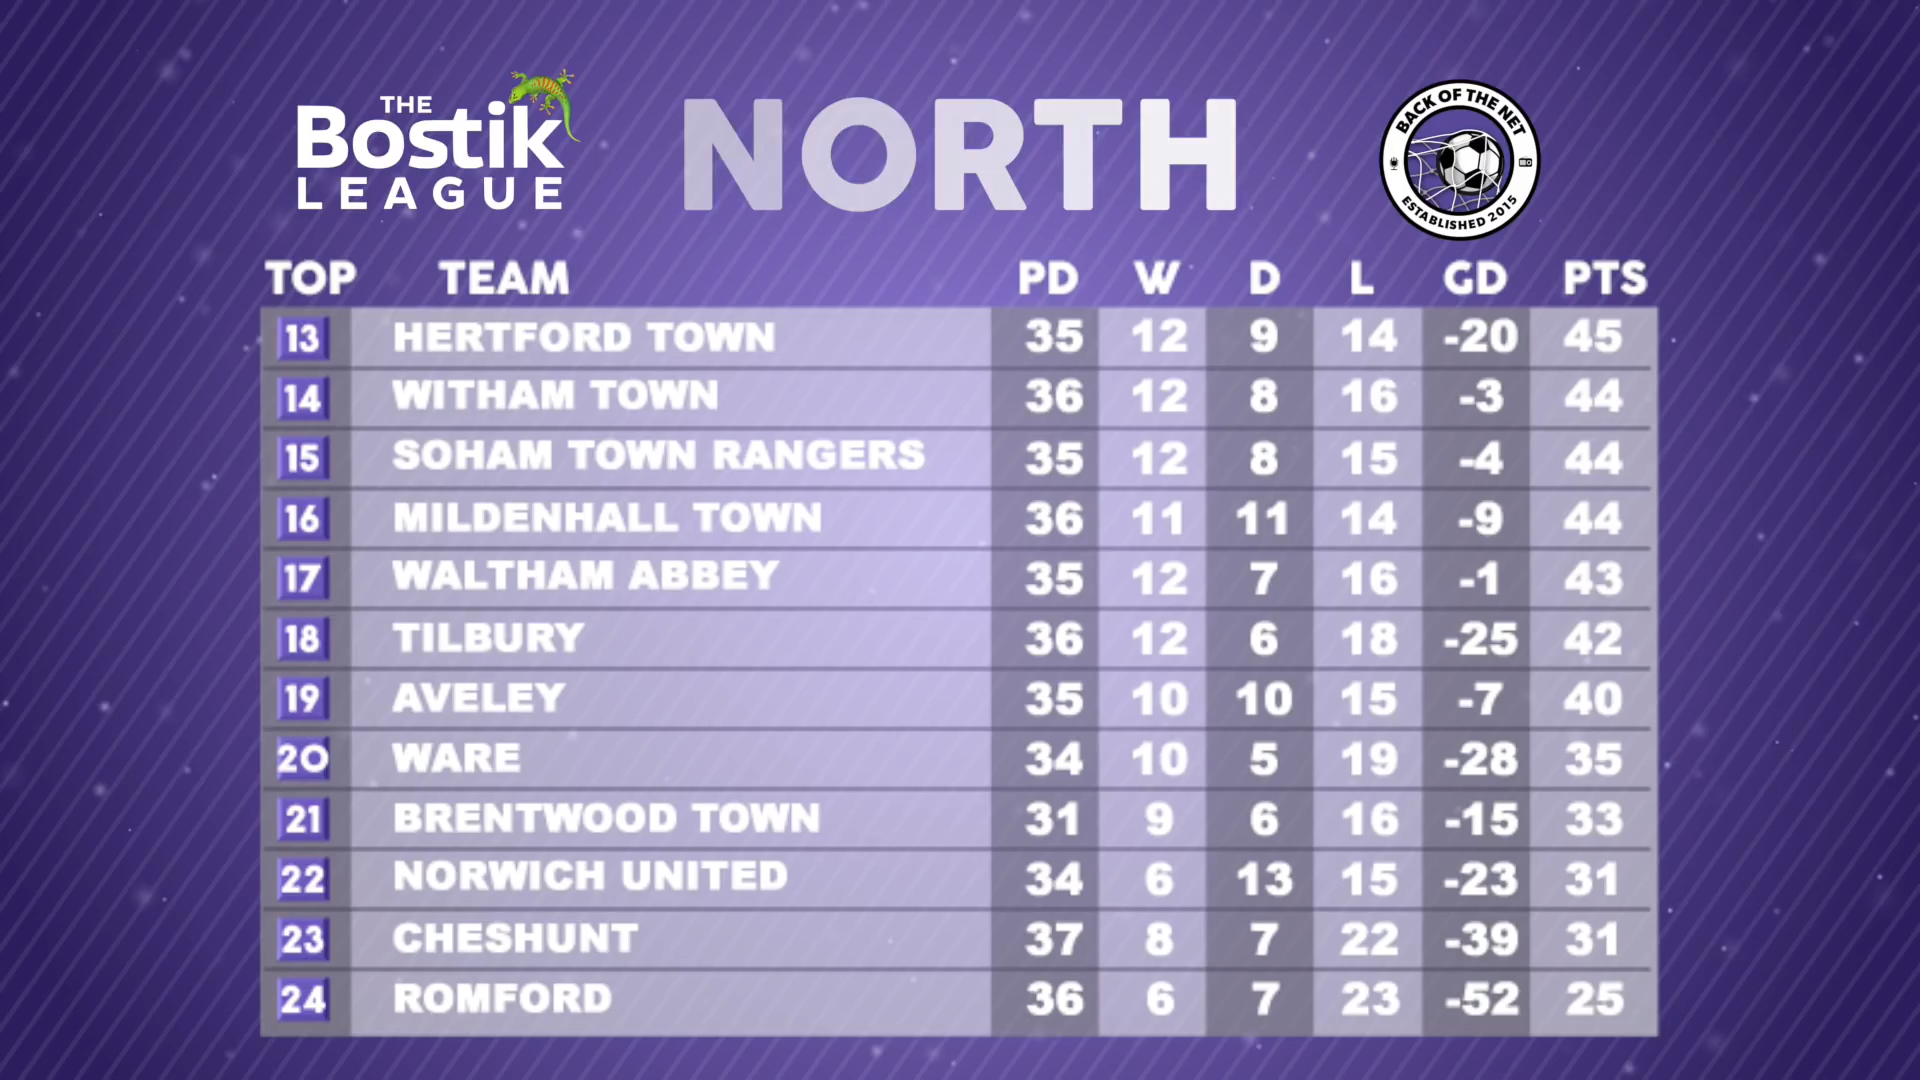 THE
Bostik
LEAGUE
NORTH
BACK OF THE NET
ESTABLISHED 2015
TOP TEAM PD W D L GD PTS
13 HERTFORD TOWN 35 12 9 14 -20 45
14 WITHAM TOWN 36 12 8 16 -3 44
15 SOHAM TOWN RANGERS 35 12 8 15 -4 44
16 MILDENHALL TOWN 36 11 11 14 -9 44
17 WALTHAM ABBEY 35 12 7 16 -1 43
18 TILBURY 36 12 6 18 -25 42
19 AVELEY 35 10 10 15 -7 40
20 WARE 34 10 5 19 -28 35
21 BRENTWOOD TOWN 31 9 6 16 -15 33
22 NORWICH UNITED 34 6 13 15 -23 31
23 CHESHUNT 37 8 7 22 -39 31
24 ROMFORD 36 6 7 23 -52 25